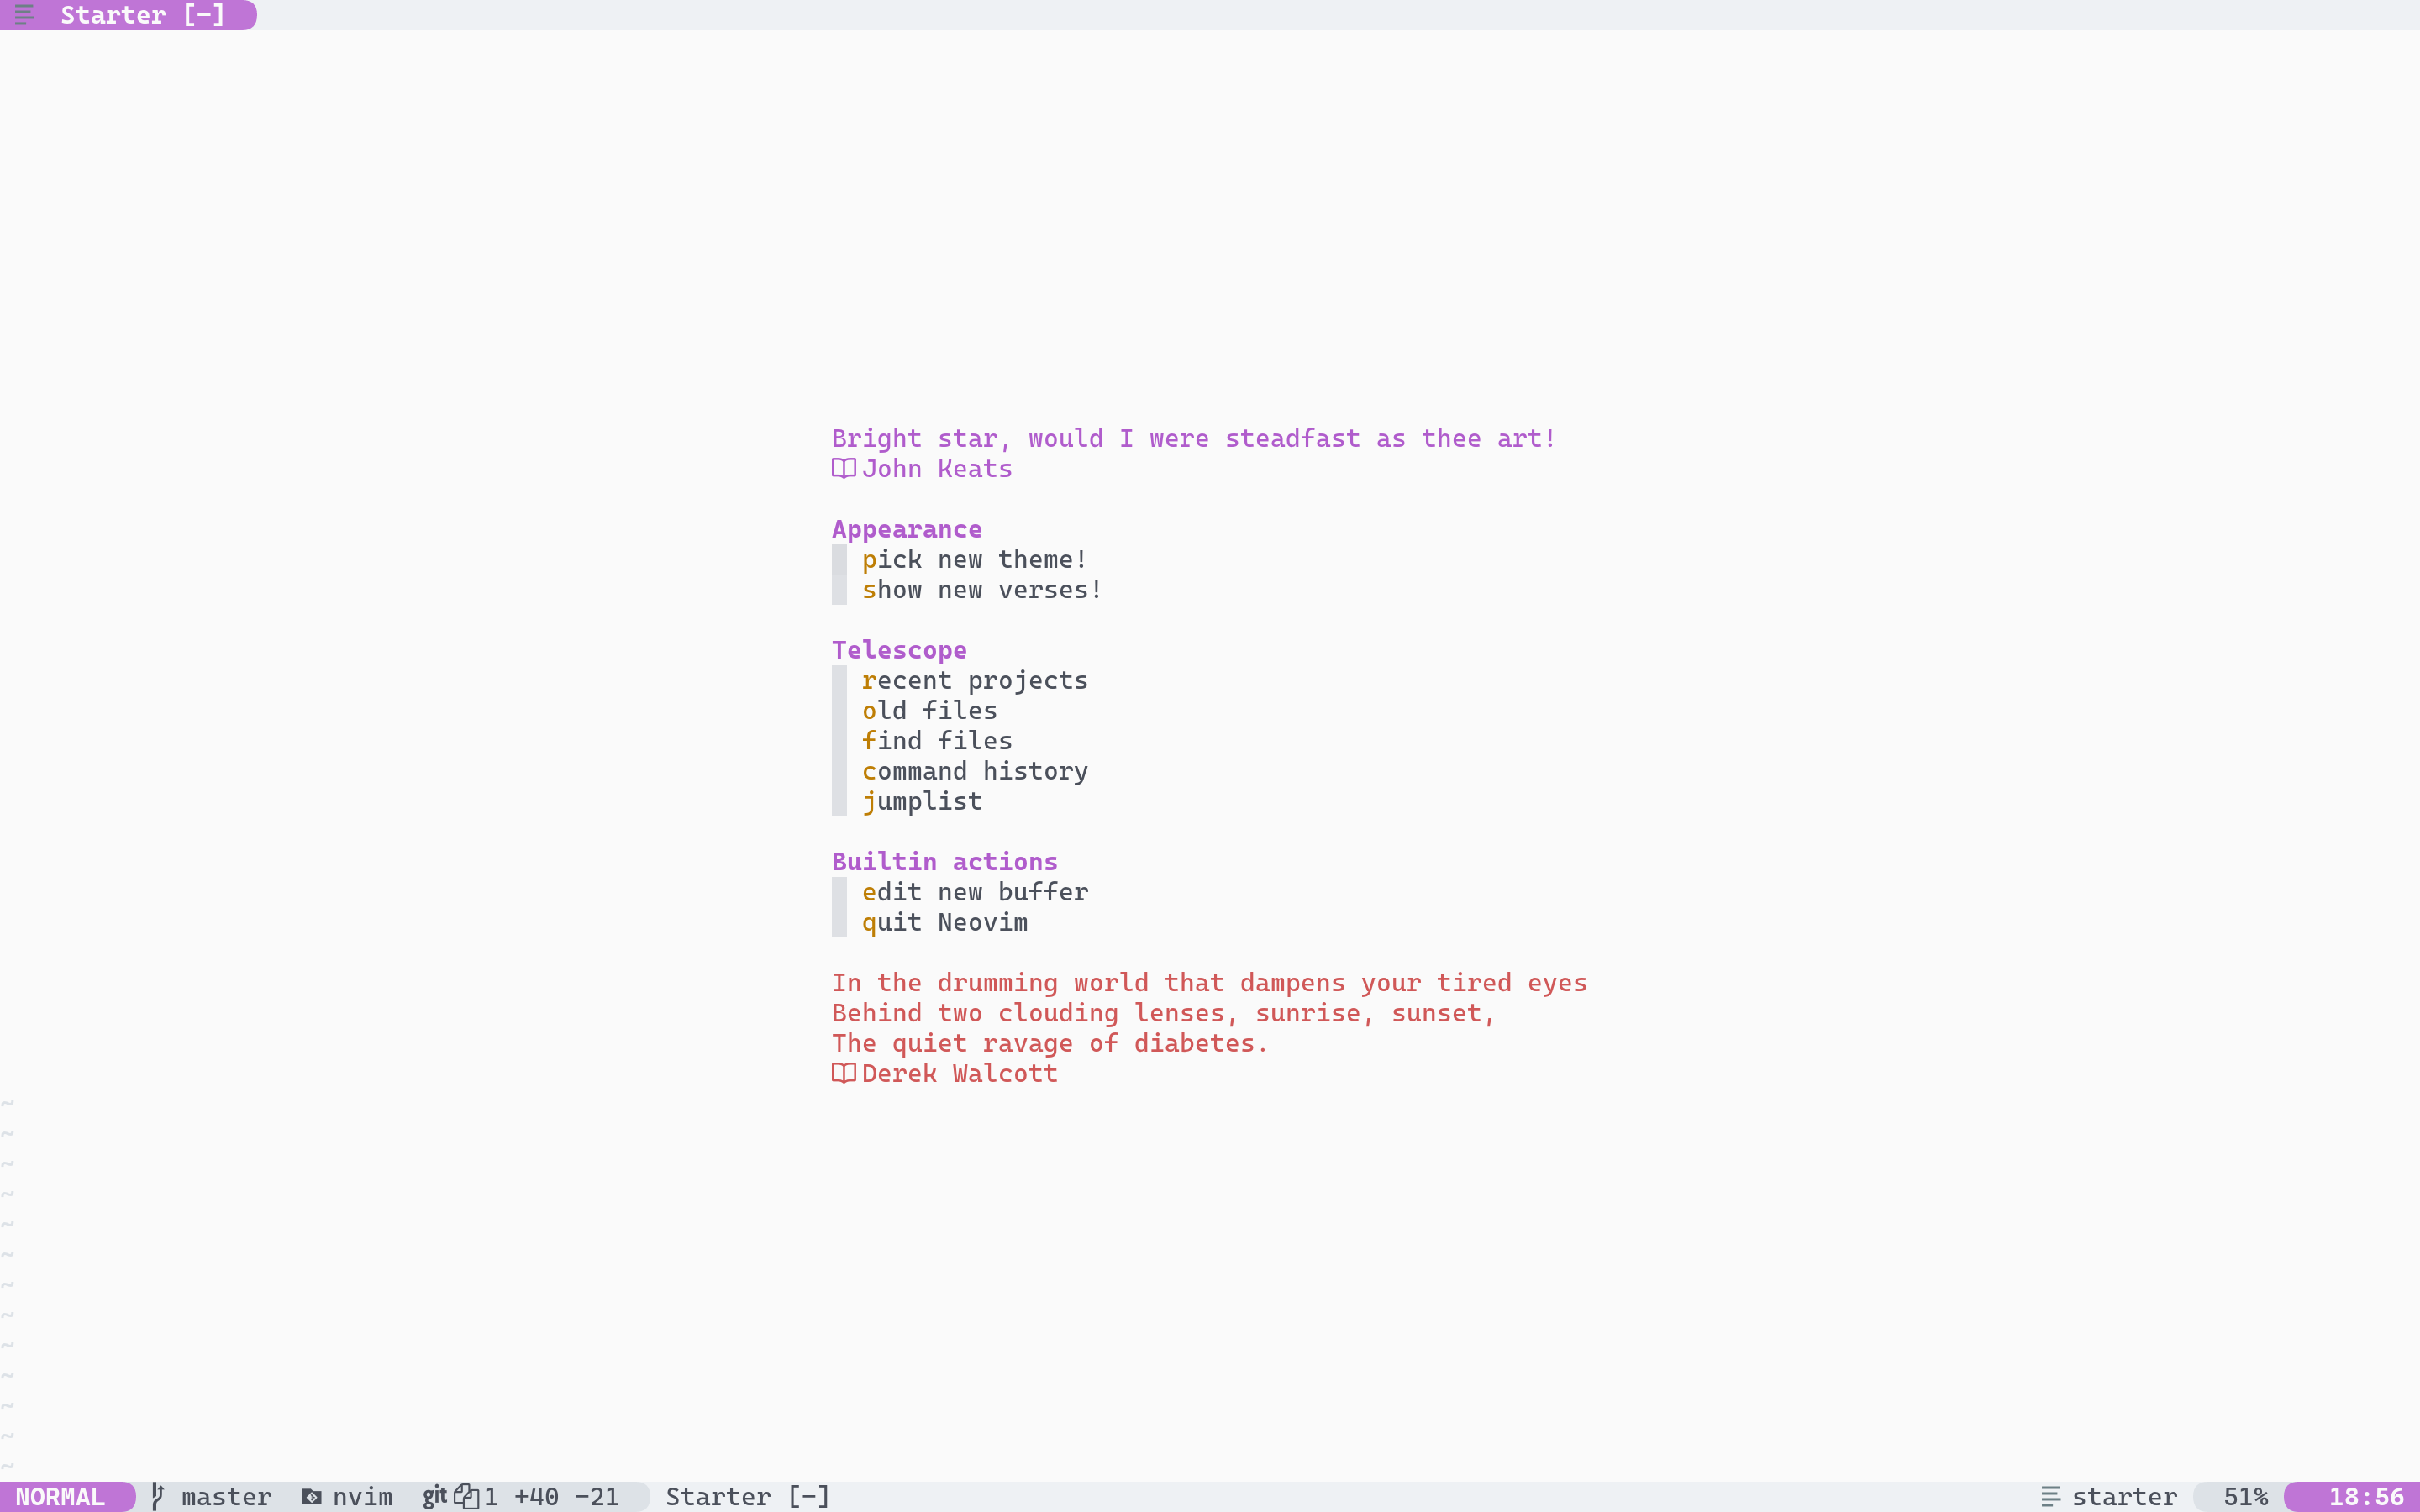 Starter [-]
Bright star, would I were steadfast as thee art!
John Keats
Appearance
pick new theme!
show new verses!
Telescope
recent projects
old files
find files
command history
jumplist
Builtin actions
edit new buffer
quit Neovim
In the drumming world that dampens your tired eyes
Behind two clouding lenses, sunrise, sunset,
The quiet ravage of diabetes.
Derek Walcott
~
~
~
~
~
~
~
~
~
~
~
~
~
NORMAL master nvim git 1 +40 -21 Starter [-] starter 51% 18:56